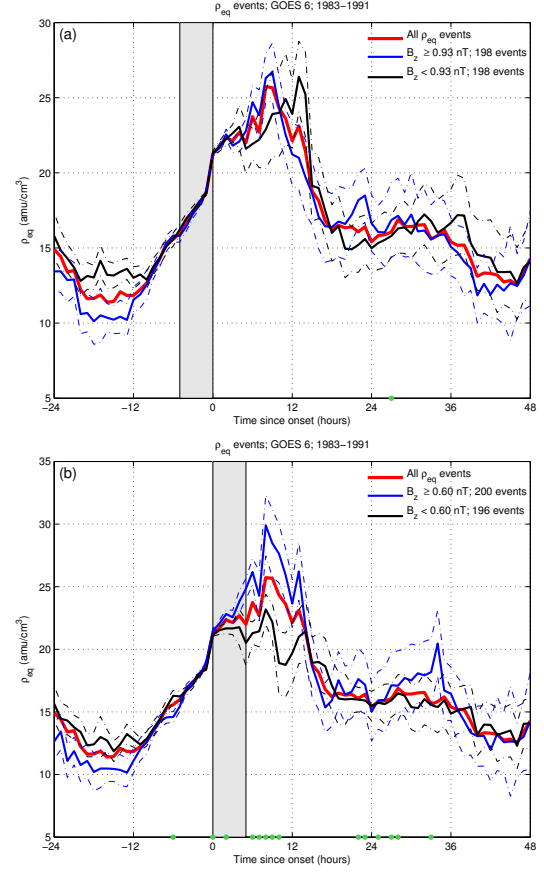 ρeq events; GOES 6; 1983-1991
(a)
All ρeq
events
Bz ≥ 0.93 nT; 198 events
Bz < 0.93 nT; 198 events
30
25
20
15
10
5
ρeq (amu/cm3)
−24 −12 0 12 24 36 48
Time since onset (hours)
ρeq events; GOES 6; 1983-1991
(b)
All ρeq
events
Bz ≥ 0.60 nT; 200 events
Bz < 0.60 nT; 196 events
35
30
25
20
15
10
5
ρeq (amu/cm3)
−24 −12 0 12 24 36 48
Time since onset (hours)